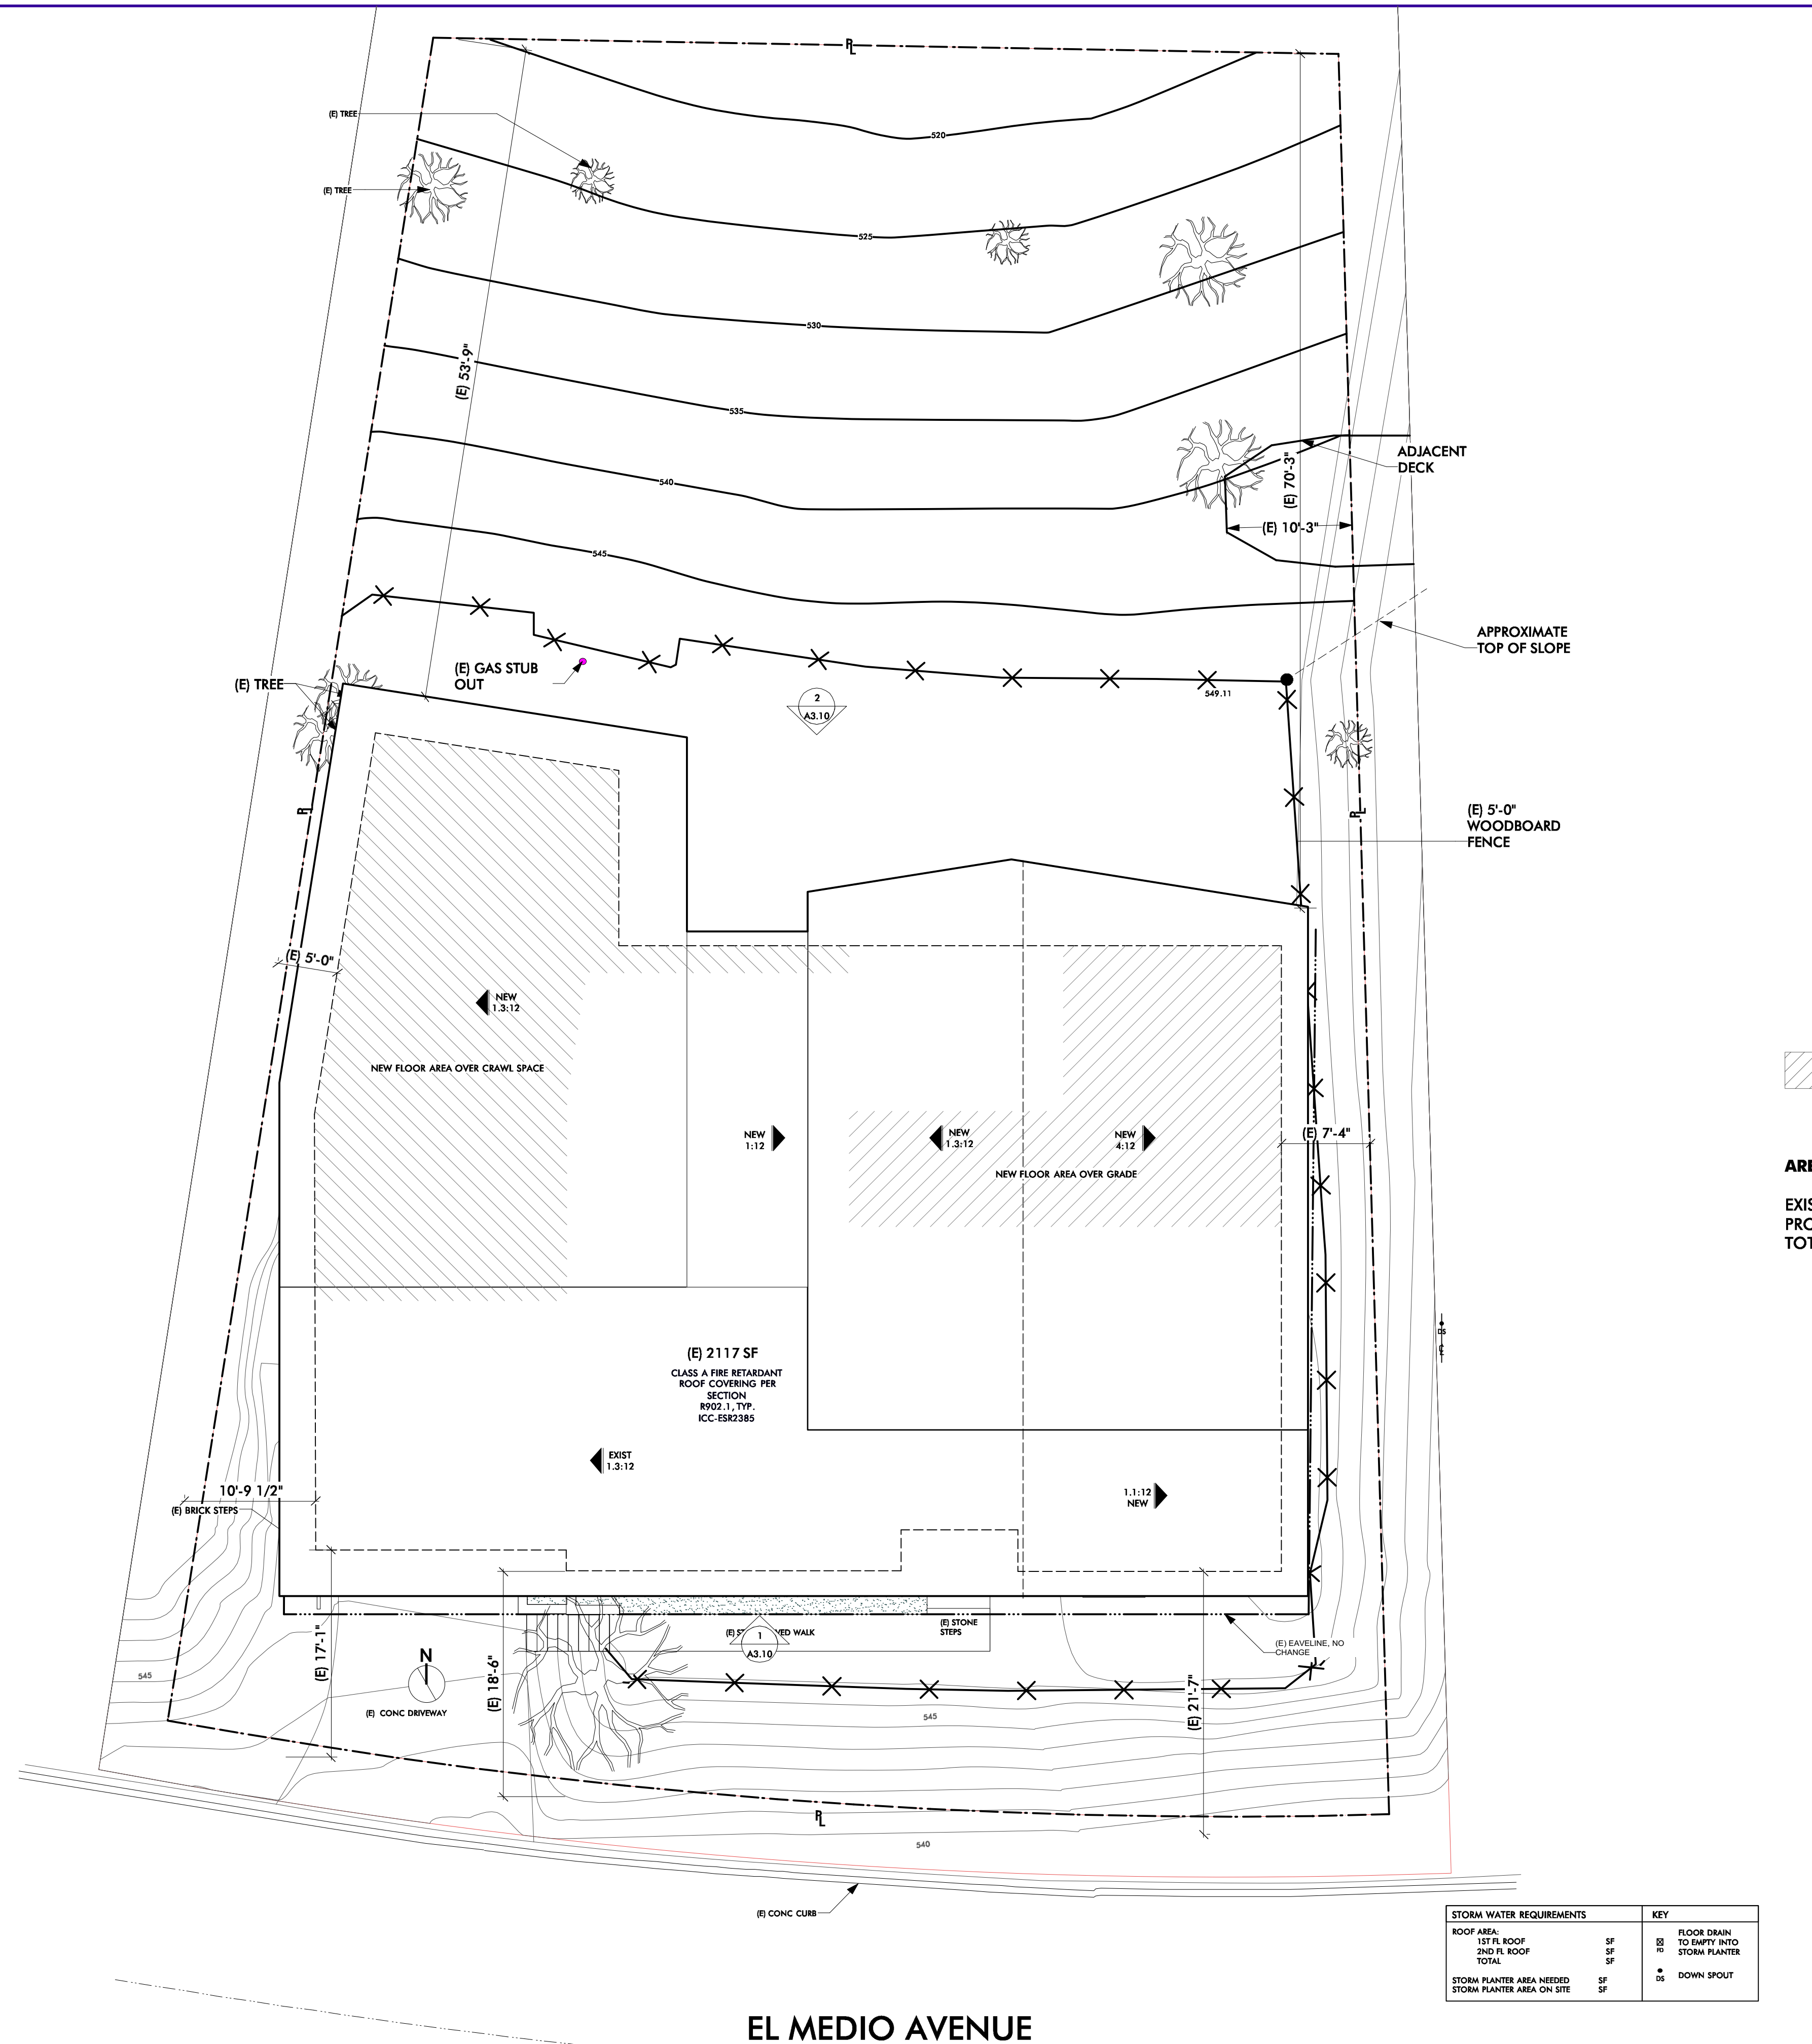 PL
(E) TREE
520
(E) TREE
525
530
(E) 53'-9"
535
ADJACENT
DECK
(E) 70'-3"
540
(E) 10'-3"
545
APPROXIMATE
TOP OF SLOPE
(E) GAS STUB
OUT
(E) TREE
549.11
2
A3.10
PL
PL
(E) 5'-0"
WOODBOARD
FENCE
(E) 5'-0"
NEW
1.3:12
NEW FLOOR AREA OVER CRAWL SPACE
NEW
1:12
NEW
1.3:12
NEW
4:12
(E) 7'-4"
NEW FLOOR AREA OVER GRADE
DS
(E) 2117 SF
CLASS A FIRE RETARDANT
ROOF COVERING PER
SECTION
R902.1, TYP.
ICC-ESR2385
EXIST
1.3:12
10'-9 1/2"
(E) BRICK STEPS
1.1:12
NEW
(E) STONE
STEPS
VED WALK
1
A3.10
(E) EAVELINE, NO
CHANGE
(E) 17'-1"
N
(E) 18'-6"
(E) 21'-7"
545
(E) CONC DRIVEWAY
545
PL
540
(E) CONC CURB
STORM WATER REQUIREMENTS
ROOF AREA:
1ST FL ROOF SF
2ND FL ROOF SF
TOTAL SF
STORM PLANTER AREA NEEDED SF
STORM PLANTER AREA ON SITE SF
KEY
FLOOR DRAIN
TO EMPTY INTO
FD STORM PLANTER
DS DOWN SPOUT
EL MEDIO AVENUE